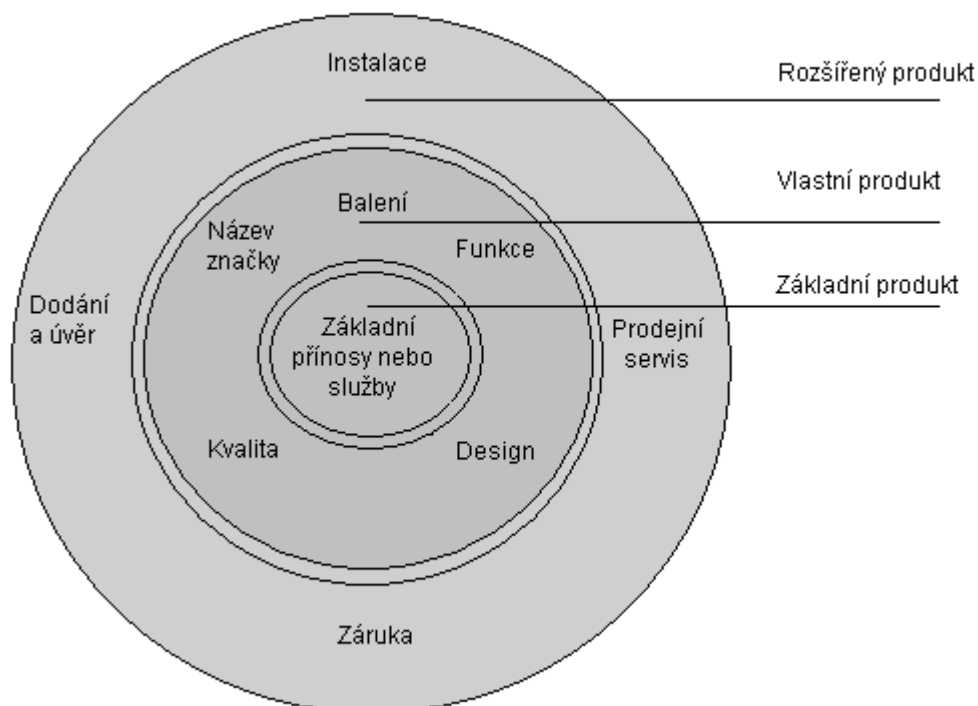 Instalace
Rozšířený produkt
Vlastní produkt
Balení
Název
značky
Funkce
Základní produkt
Dodání
a úvěr
Základní
přínosy nebo
služby
Prodejní
servis
Kvalita
Design
Záruka